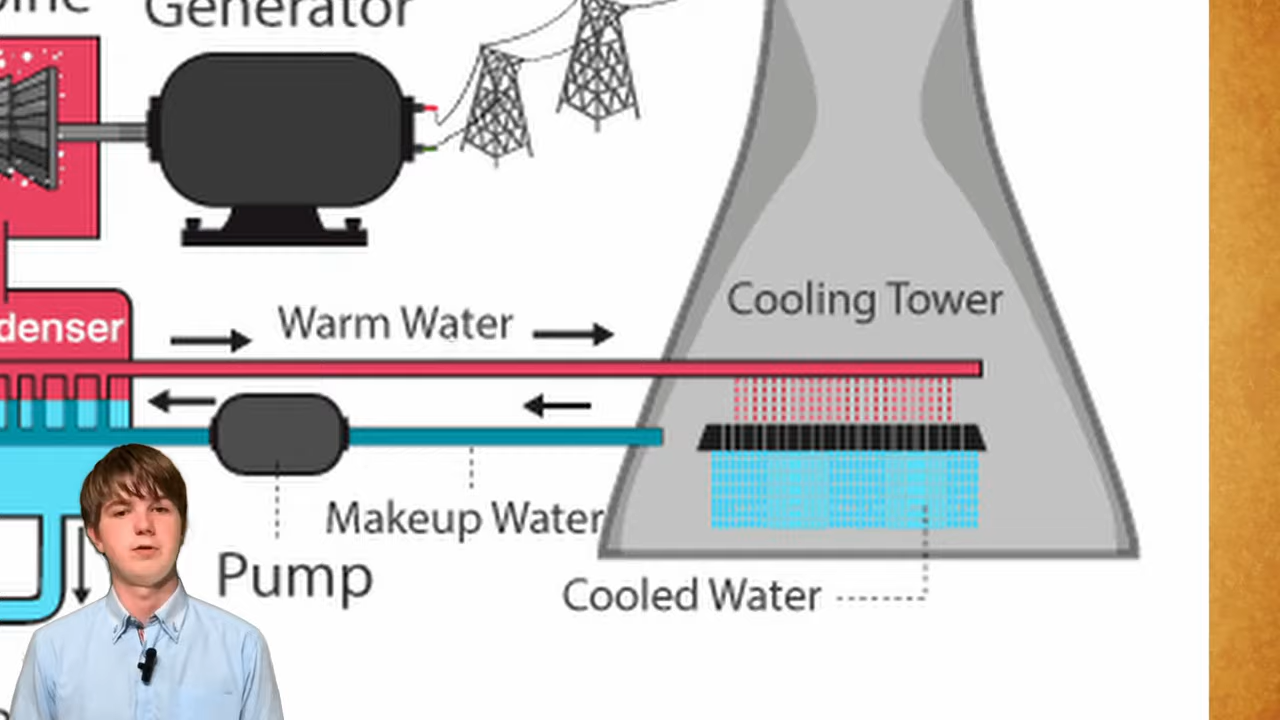 Generator
Cooling Tower
Warm Water
denser
Makeup Water
Pump
Cooled Water